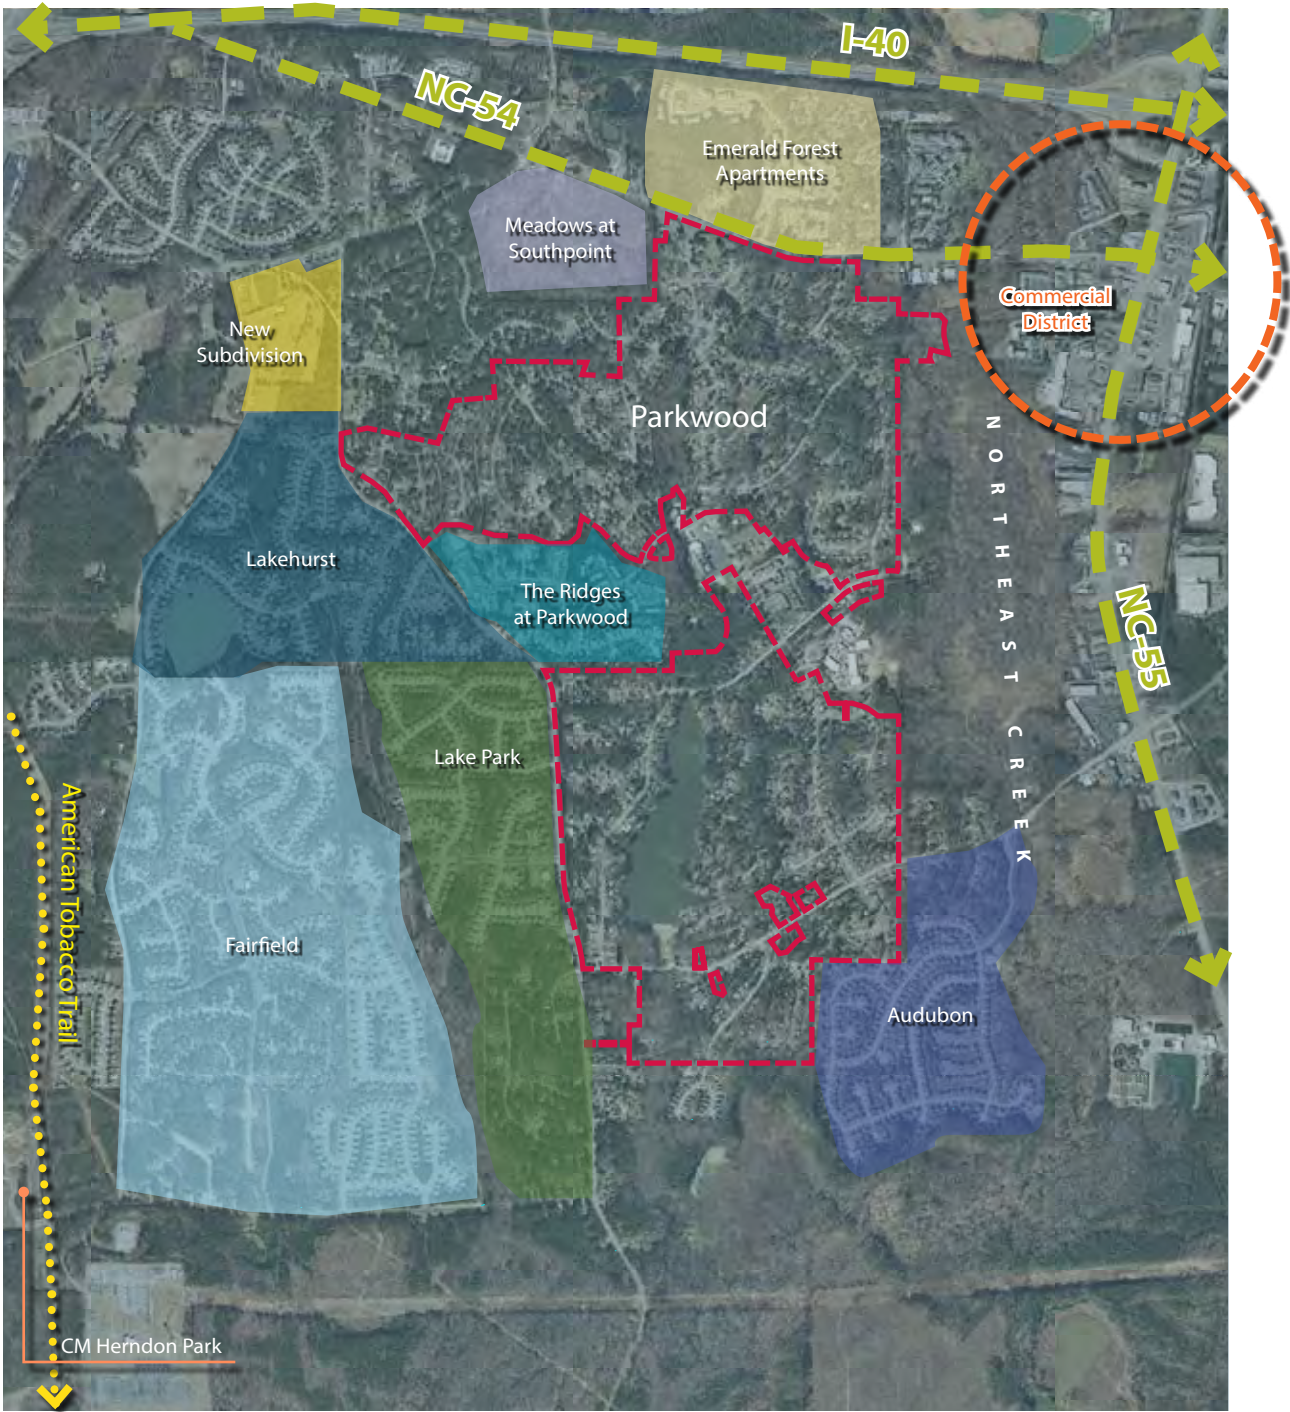 I-40
NC-54
Emerald Forest
Apartments
Meadows at
Southpoint
Commercial
District
New
Subdivision
Parkwood
NORTHEAST CREEK
Lakehurst
The Ridges
at Parkwood
NC-55
Lake Park
American Tobacco Trail
Fairfield
Audubon
CM Herndon Park